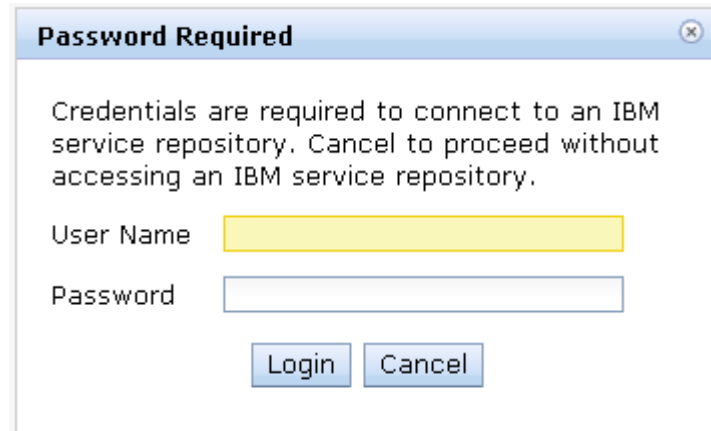 Password Required
Credentials are required to connect to an IBM
service repository. Cancel to proceed without
accessing an IBM service repository.
User Name
Password
Login Cancel